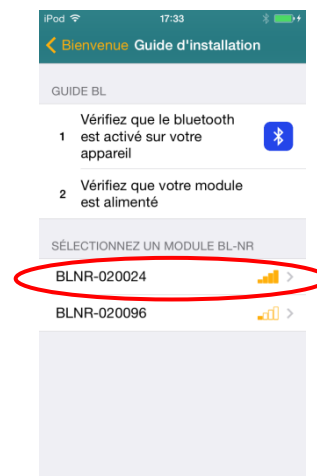 iPod 17:33
Bienvenue Guide d'installation
GUIDE BL
1 Vérifiez que le bluetooth
est activé sur votre
appareil
2 Vérifiez que votre module
est alimenté
SÉLECTIONNEZ UN MODULE BL-NR
BLNR-020024
BLNR-020096